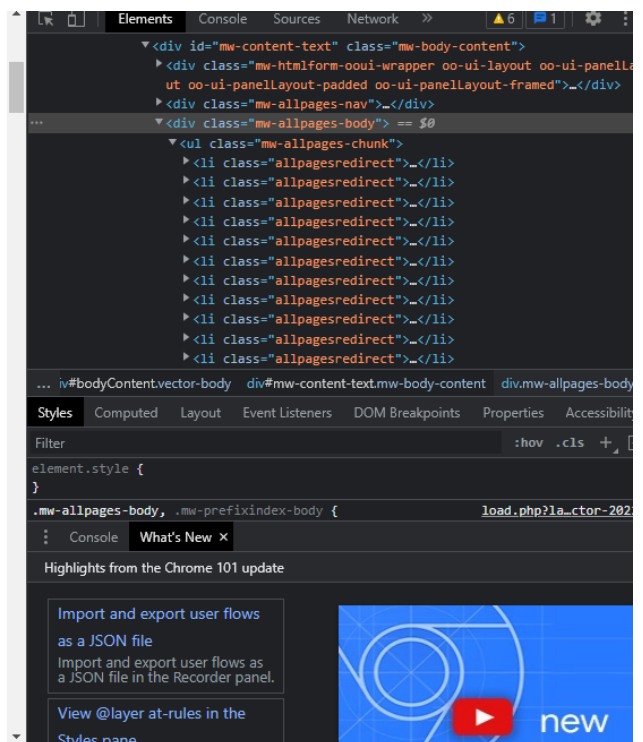 Elements Console Sources Network » 6 1
<div id="mw-content-text" class="mw-body-content">
<div class="mw-htmlform-ooui-wrapper oo-ui-layout oo-ui-panelLa
ut oo-ui-panelLayout-padded oo-ui-panelLayout-framed">…</div>
<div class="mw-allpages-nav">…</div>
… <div class="mw-allpages-body"> == $0
<ul class="mw-allpages-chunk">
<li class="allpagesredirect">…</li>
<li class="allpagesredirect">…</li>
<li class="allpagesredirect">…</li>
<li class="allpagesredirect">…</li>
<li class="allpagesredirect">…</li>
<li class="allpagesredirect">…</li>
<li class="allpagesredirect">…</li>
<li class="allpagesredirect">…</li>
<li class="allpagesredirect">…</li>
<li class="allpagesredirect">…</li>
<li class="allpagesredirect">…</li>
... iv#bodyContent.vector-body div#mw-content-text.mw-body-content div.mw-allpages-body
Styles Computed Layout Event Listeners DOM Breakpoints Properties Accessibility
Filter :hov .cls +
element.style {
}
.mw-allpages-body, .mw-prefixindex-body { load.php?la…ctor-2022
Console What's New ×
Highlights from the Chrome 101 update
Import and export user flows
as a JSON file
Import and export user flows as
a JSON file in the Recorder panel.
View @layer at-rules in the
Styles pane
new